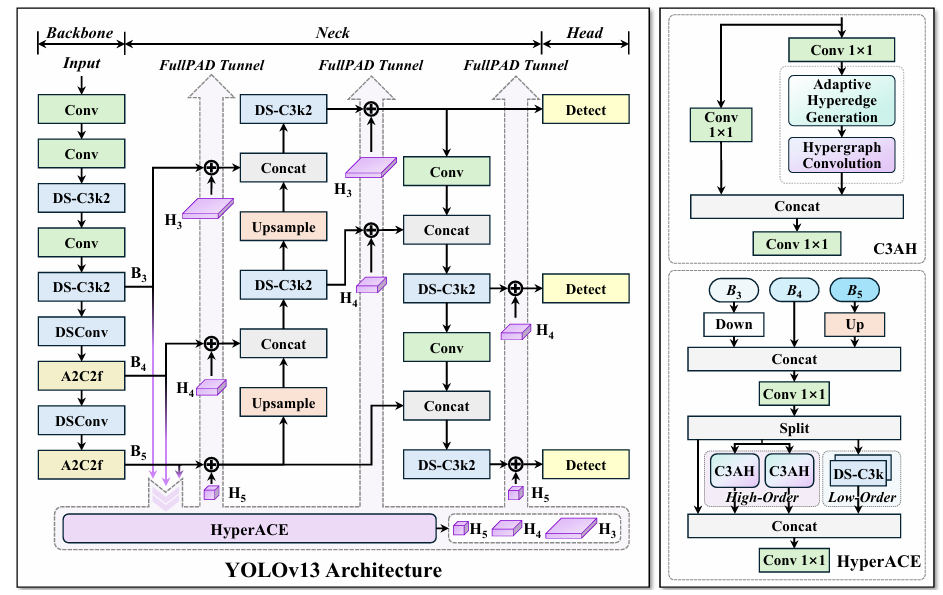 Backbone
Neck
Head
Input
FullPAD Tunnel
FullPAD Tunnel
FullPAD Tunnel
Conv
Conv
DS-C3k2
Conv
DS-C3k2
DSConv
A2C2f
DSConv
A2C2f
B3
B4
B5
H3
H4
H5
DS-C3k2
Concat
Upsample
DS-C3k2
Concat
Upsample
H3
H4
Conv
Concat
DS-C3k2
Conv
Concat
DS-C3k2
H4
H5
Detect
Detect
Detect
HyperACE
H5
H4
H3
YOLOv13 Architecture
Conv 1×1
Conv
1×1
Adaptive
Hyperedge
Generation
Hypergraph
Convolution
Concat
Conv 1×1
C3AH
B3
B4
B5
Down
Up
Concat
Conv 1×1
Split
C3AH
C3AH
DS-C3k
High-Order
Low-Order
Concat
Conv 1×1
HyperACE